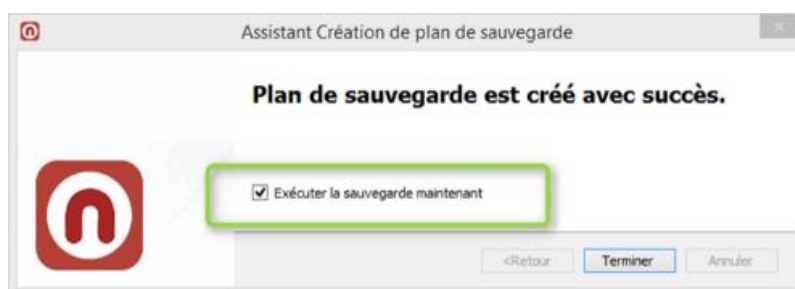 Assistant Création de plan de sauvegarde
Plan de sauvegarde est créé avec succès.
Exécuter la sauvegarde maintenant
<Retour Terminer Annuler